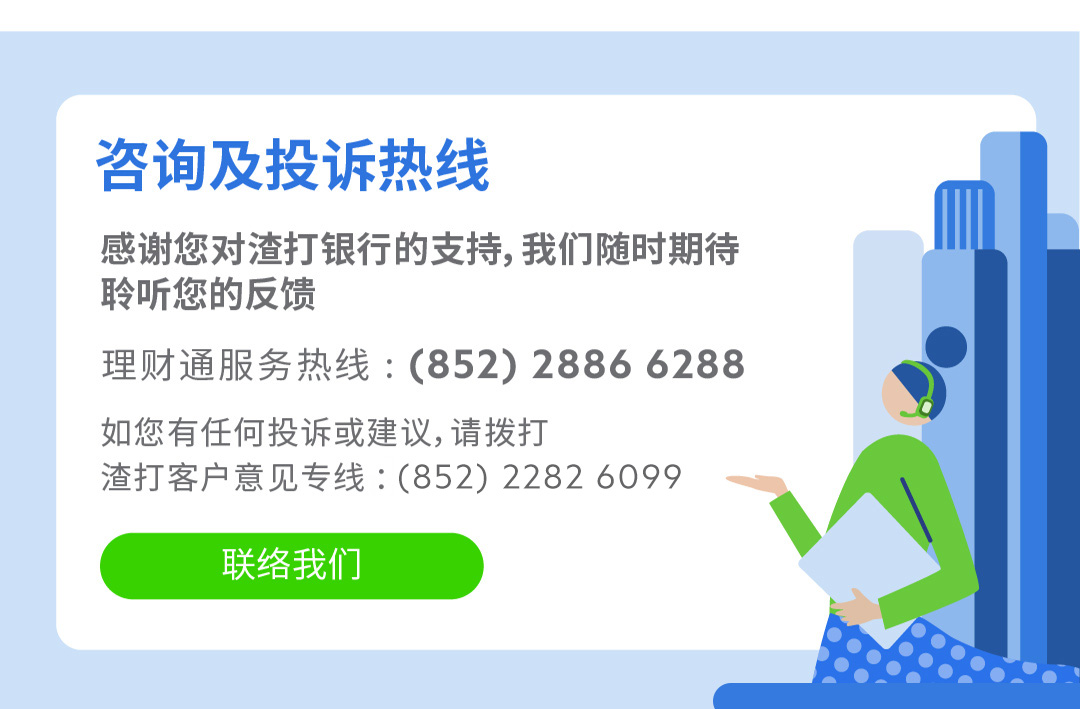 咨询及投诉热线
感谢您对渣打银行的支持，我们随时期待
聆听您的反馈
理财通服务热线：(852) 2886 6288
如您有任何投诉或建议，请拨打
渣打客户意见专线：(852) 2282 6099
联络我们